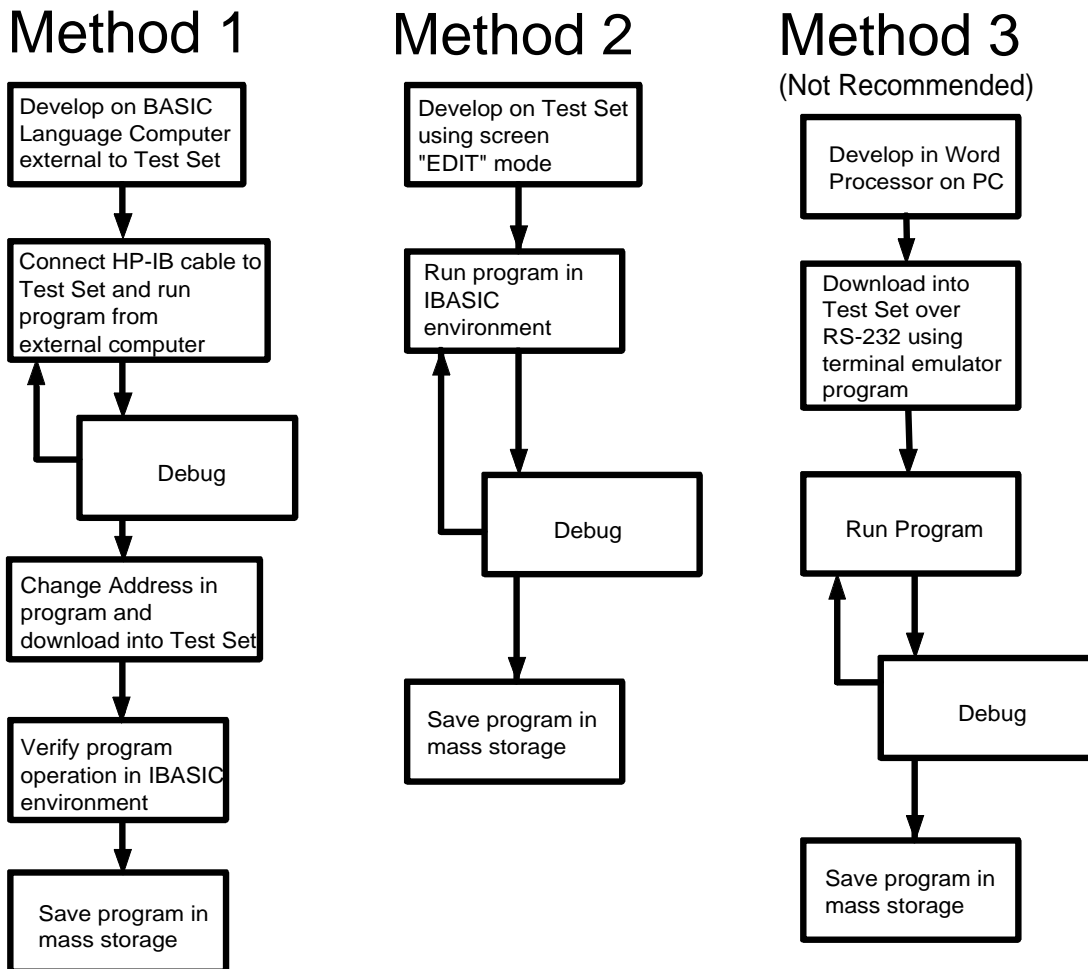 Method 1
Develop on BASIC
Language Computer
external to Test Set
Connect HP-IB cable to
Test Set and run
program from
external computer
Debug
Change Address in
program and
download into Test Set
Verify program
operation in IBASIC
environment
Save program in
mass storage
Method 2
Develop on Test Set
using screen
"EDIT" mode
Run program in
IBASIC
environment
Debug
Save program in
mass storage
Method 3
(Not Recommended)
Develop in Word
Processor on PC
Download into
Test Set over
RS-232 using
terminal emulator
program
Run Program
Debug
Save program in
mass storage